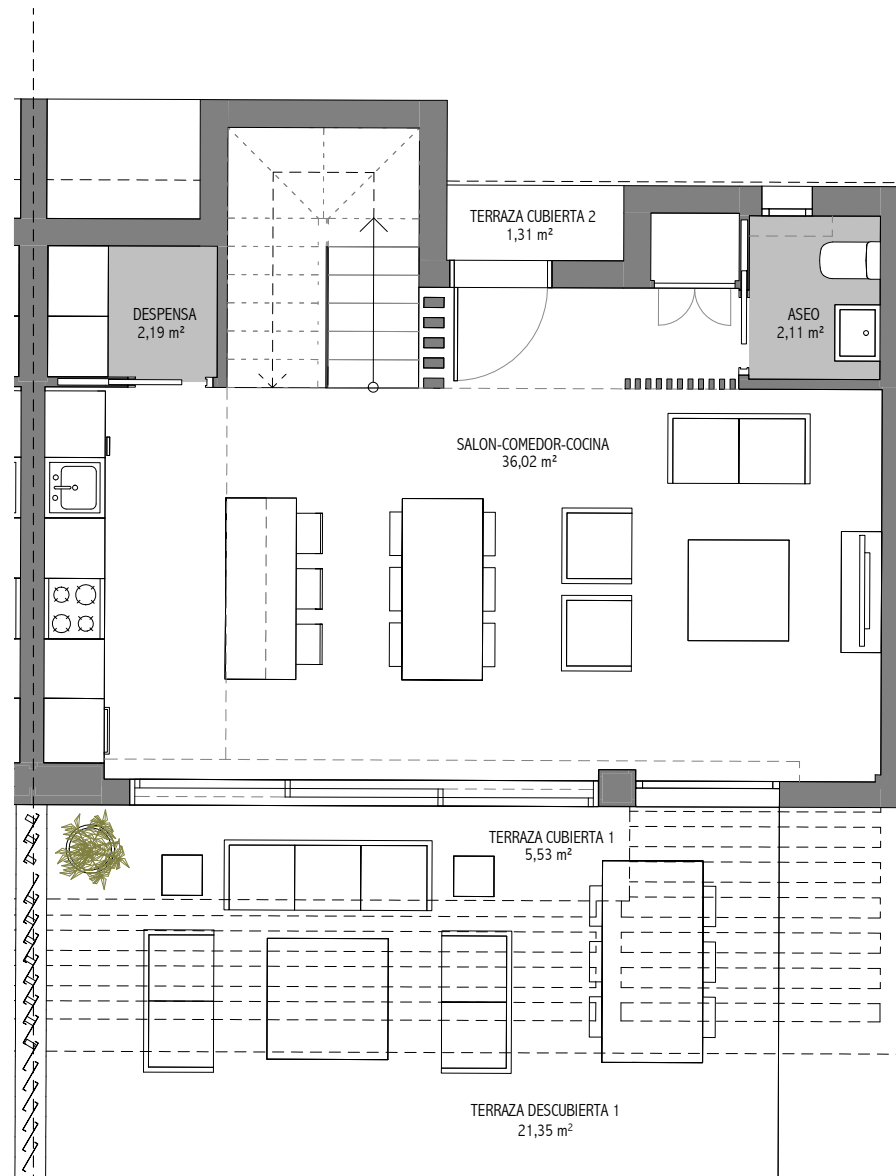 TERRAZA CUBIERTA 2
1,31 m²
DESPENSA
2,19 m²
ASEO
2,11 m²
SALON-COMEDOR-COCINA
36,02 m²
TERRAZA CUBIERTA 1
5,53 m²
TERRAZA DESCUBIERTA 1
21,35 m²